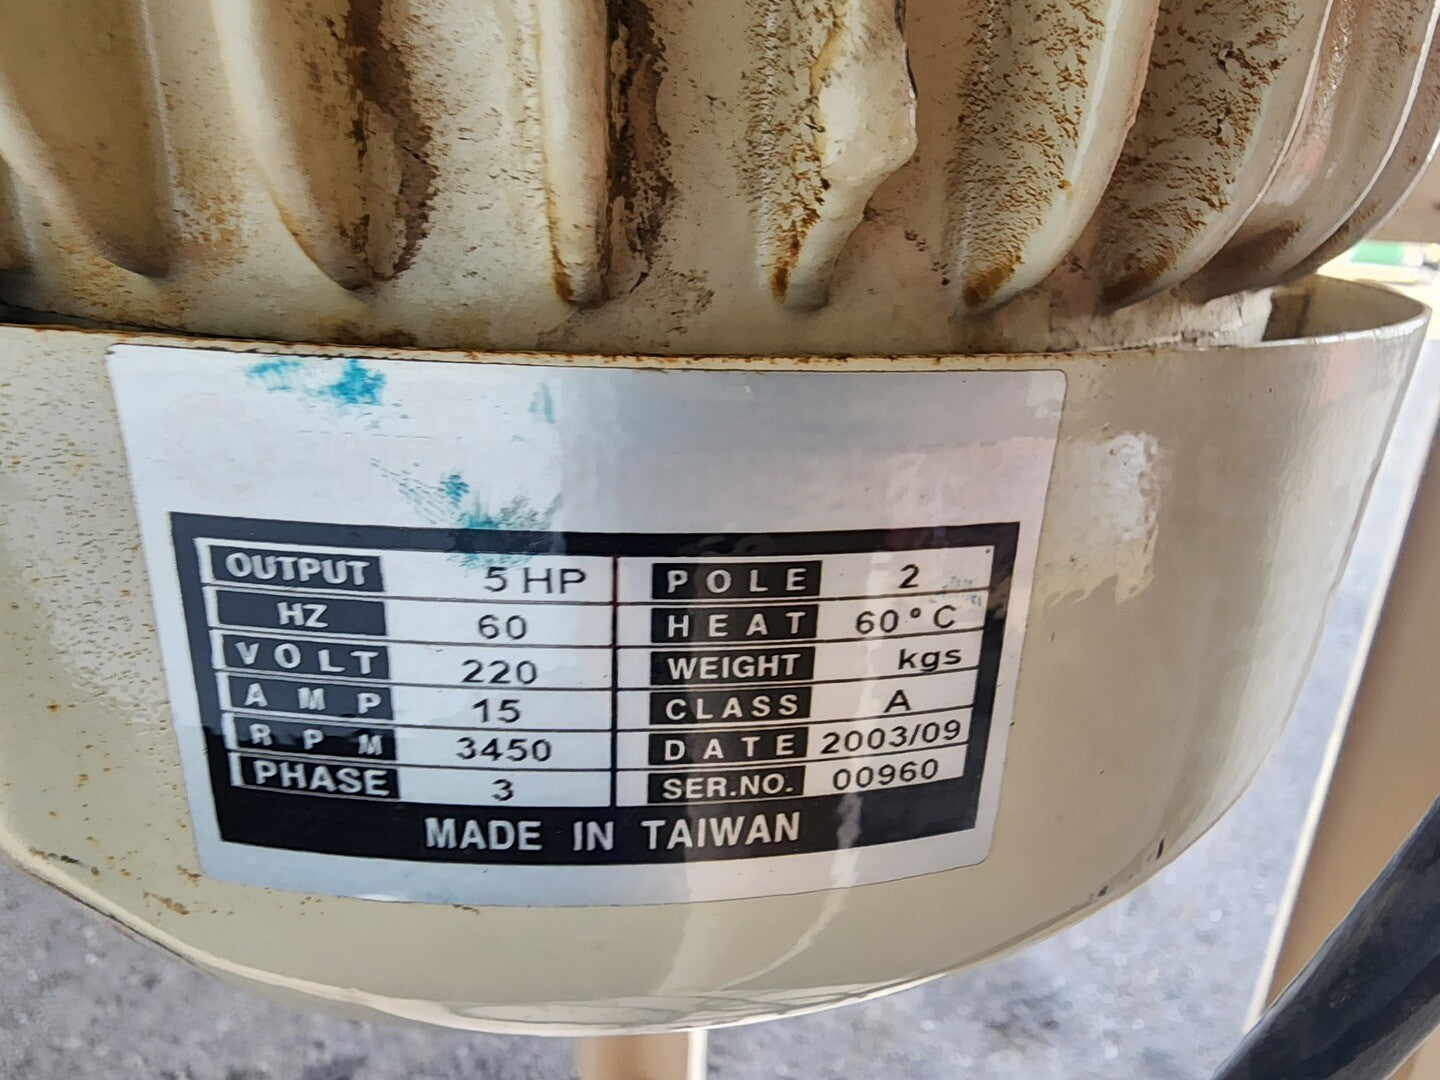 OUTPUT 5 HP POLE 2
HZ 60 HEAT 60°C
VOLT 220 WEIGHT kgs
AMP 15 CLASS A
RPM 3450 DATE 2003/09
PHASE 3 SER.NO. 00960
MADE IN TAIWAN